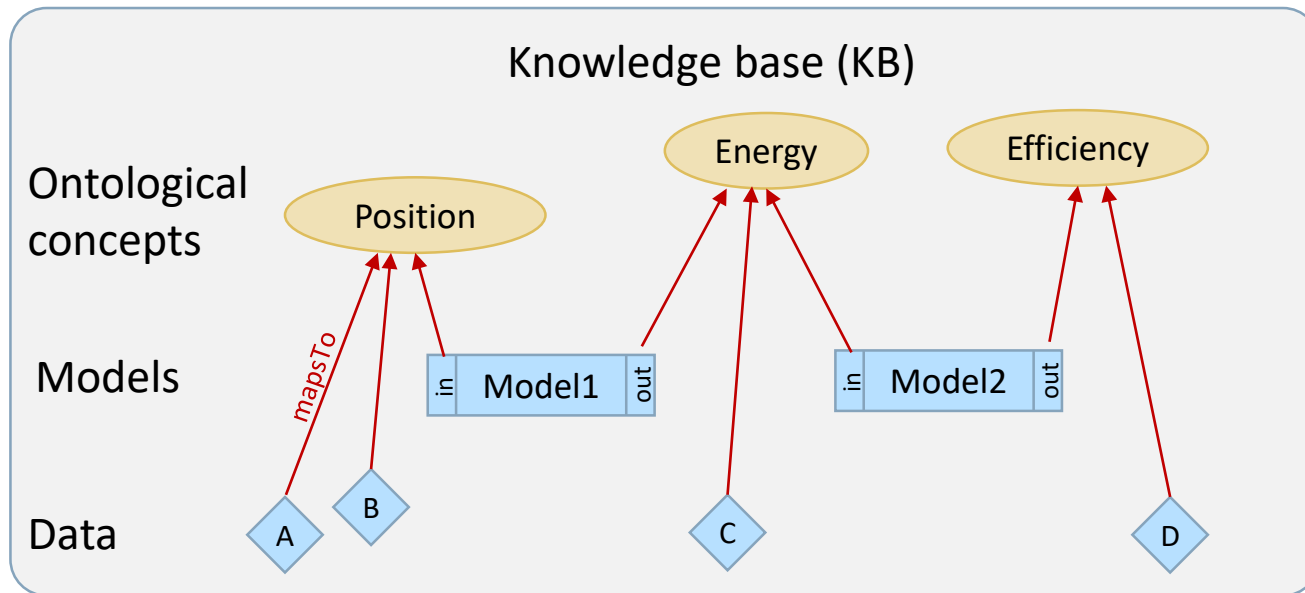 Knowledge base (KB)
Energy
Efficiency
Ontological
concepts
Position
mapsTo
Models
in
Model1
out
in
Model2
out
Data
A
B
C
D